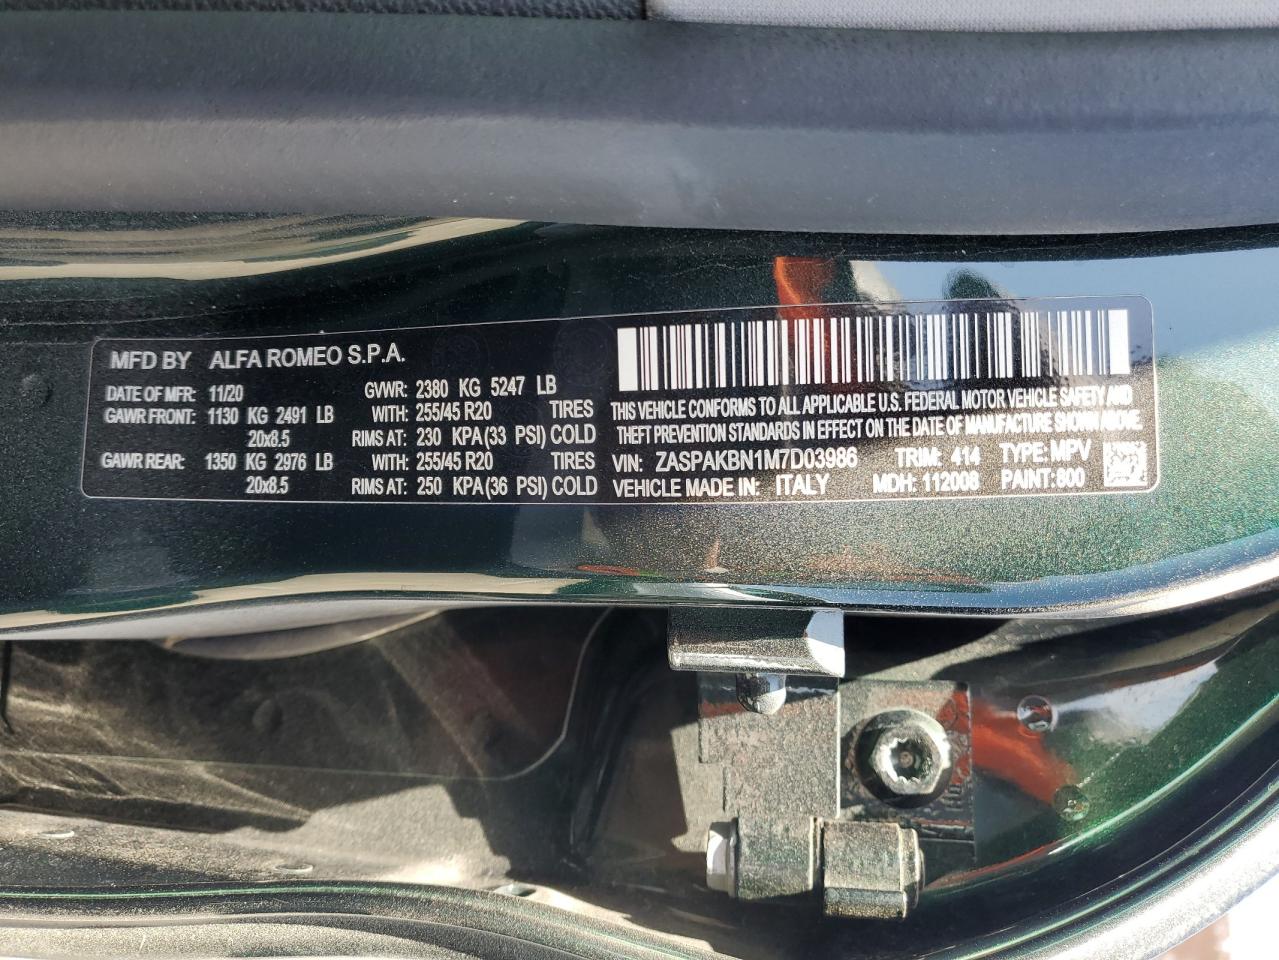 MFD BY ALFA ROMEO S.P.A.
DATE OF MFR: 11/20 GVWR: 2380 KG 5247 LB
GAWR FRONT: 1130 KG 2491 LB WITH: 255/45 R20 TIRES
20x8.5 RIMS AT: 230 KPA(33 PSI) COLD
GAWR REAR: 1350 KG 2976 LB WITH: 255/45 R20 TIRES
20x8.5 RIMS AT: 250 KPA(36 PSI) COLD
THIS VEHICLE CONFORMS TO ALL APPLICABLE U.S. FEDERAL MOTOR VEHICLE SAFETY AND
THEFT PREVENTION STANDARDS IN EFFECT ON THE DATE OF MANUFACTURE SHOWN ABOVE.
VIN: ZASPAKBN1M7D03986 TRIM: 414 TYPE: MPV
VEHICLE MADE IN: ITALY MDH: 112008 PAINT:800